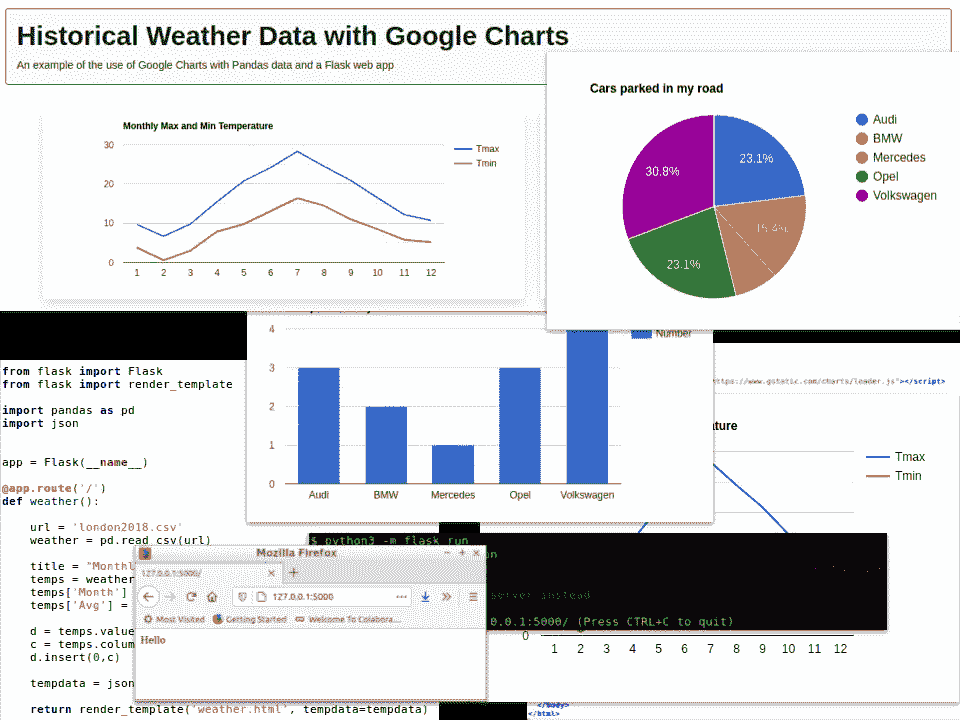 Historical Weather Data with Google Charts
An example of the use of Google Charts with Pandas data and a Flask web app
Monthly Max and Min Temperature
30
20
10
0
1 2 3 4 5 6 7 8 9 10 11 12
Tmax
Tmin
Cars parked in my road
30.8%
23.1%
15.4%
23.1%
Audi
BMW
Mercedes
Opel
Volkswagen
4
3
2
1
0
Audi BMW Mercedes Opel Volkswagen
Number
https://www.gstatic.com/charts/loader.js"></script>
ature
Tmax
Tmin
0
1 2 3 4 5 6 7 8 9 10 11 12
</body>
</html>
from flask import Flask
from flask import render_template
import pandas as pd
import json
app = Flask(__name__)
@app.route('/')
def weather():
url = 'london2018.csv'
weather = pd.read_csv(url)
title = "Monthl
temps = weather
temps['Month']
temps['Avg'] =
d = temps.value
c = temps.colum
d.insert(0,c)
tempdata = json
return render_template('weather.html', tempdata=tempdata)
$ python3 -m flask run
on
server instead
0.0.1:5000/ (Press CTRL+C to quit)
Mozilla Firefox
127.0.0.1:5000/
127.0.0.1:5000
Most Visited Getting Started Welcome To Colabora...
Hello